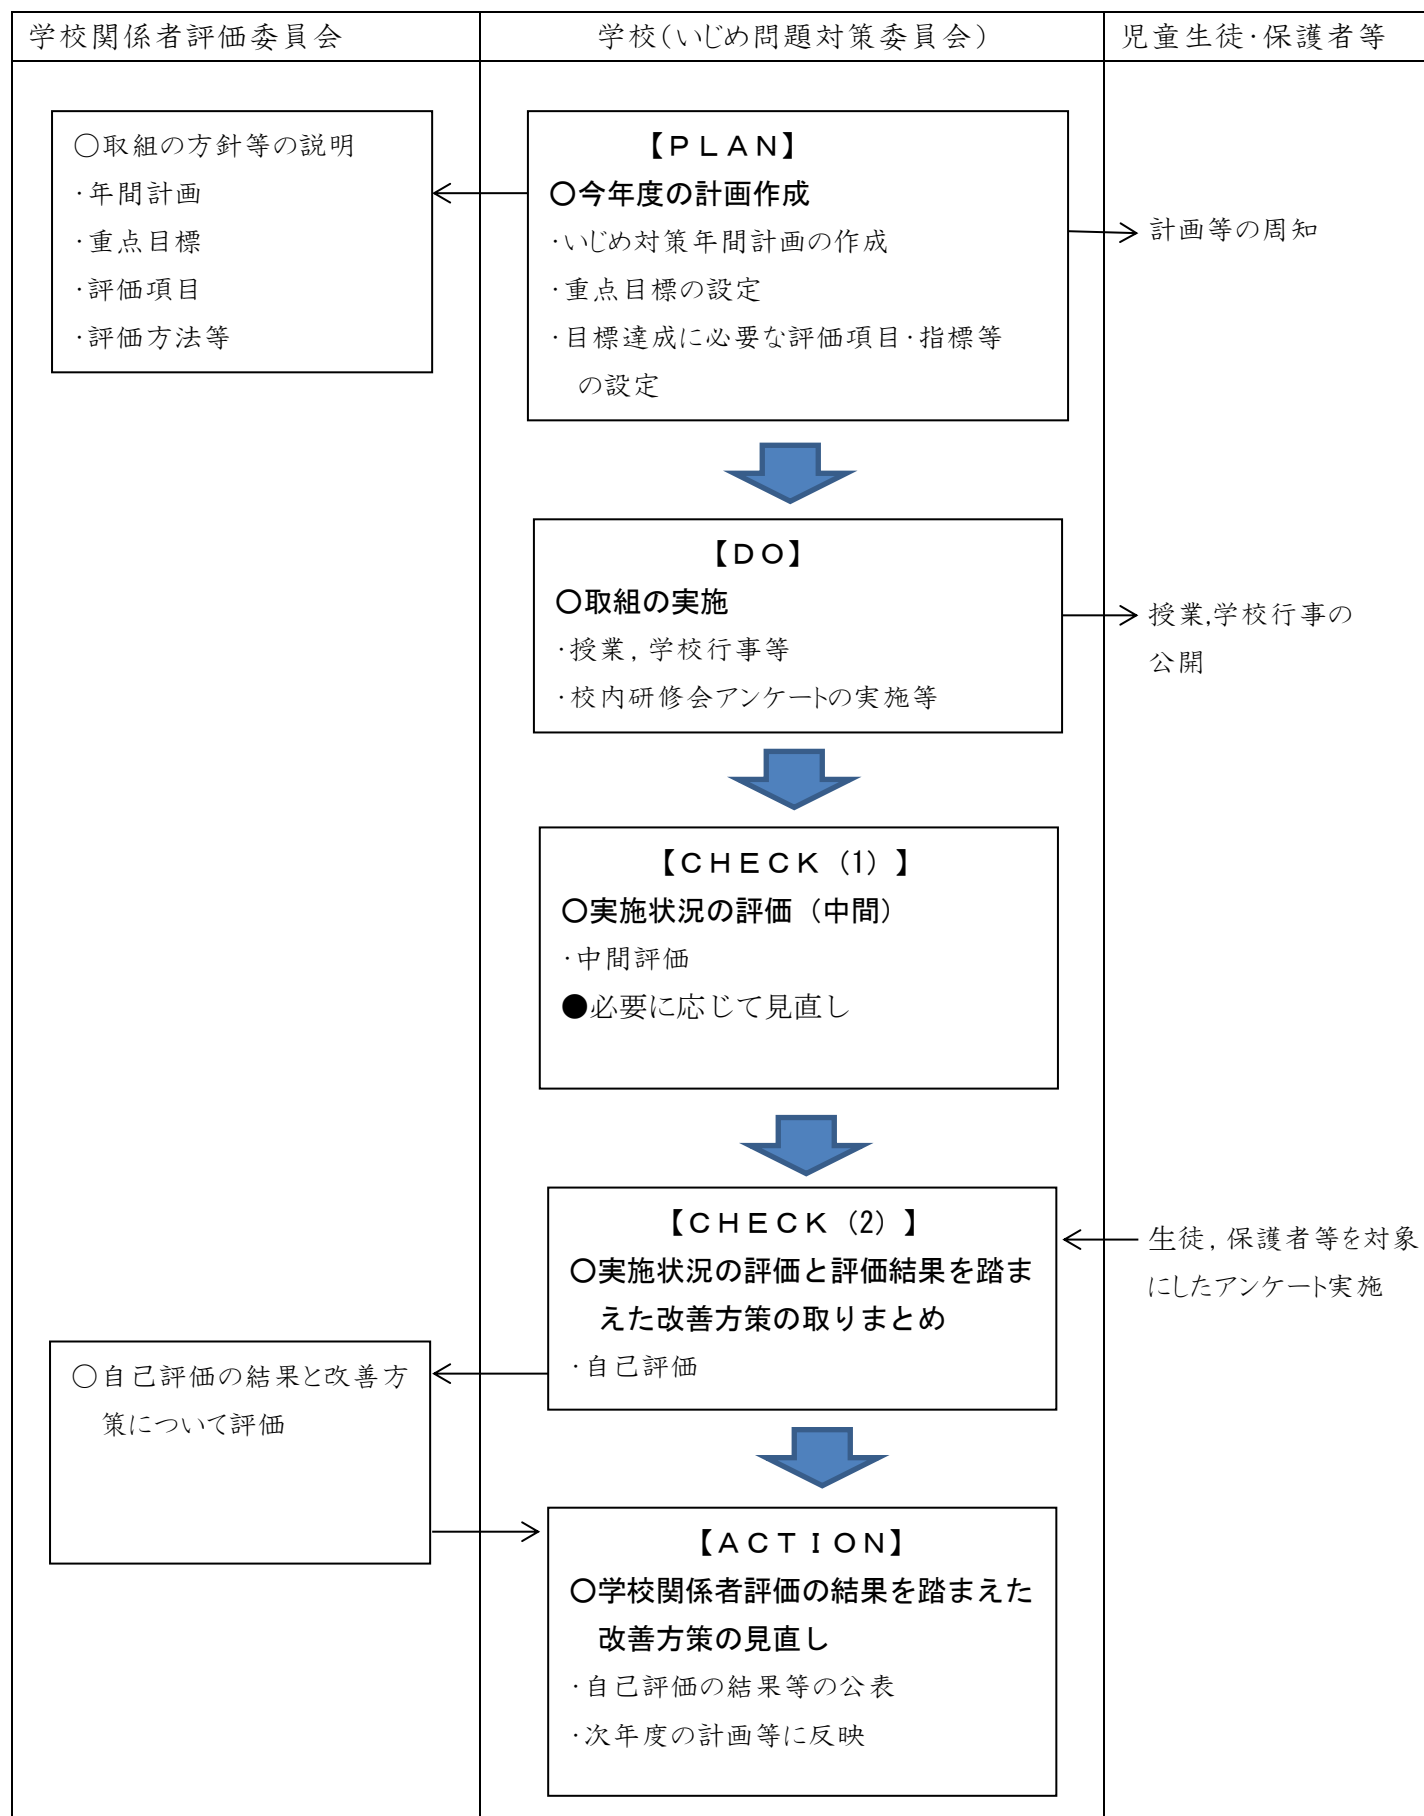 学校関係者評価委員会
学校(いじめ問題対策委員会)
児童生徒・保護者等
○取組の方針等の説明
・年間計画
・重点目標
・評価項目
・評価方法等
【PLAN】
○今年度の計画作成
・いじめ対策年間計画の作成
・重点目標の設定
・目標達成に必要な評価項目・指標等
の設定
計画等の周知
【DO】
○取組の実施
・授業,学校行事等
・校内研修会アンケートの実施等
授業,学校行事の
公開
【CHECK(1)】
○実施状況の評価(中間)
・中間評価
●必要に応じて見直し
【CHECK(2)】
○実施状況の評価と評価結果を踏ま
えた改善方策の取りまとめ
・自己評価
生徒,保護者等を対象
にしたアンケート実施
○自己評価の結果と改善方
策について評価
【ACTION】
○学校関係者評価の結果を踏まえた
改善方策の見直し
・自己評価の結果等の公表
・次年度の計画等に反映